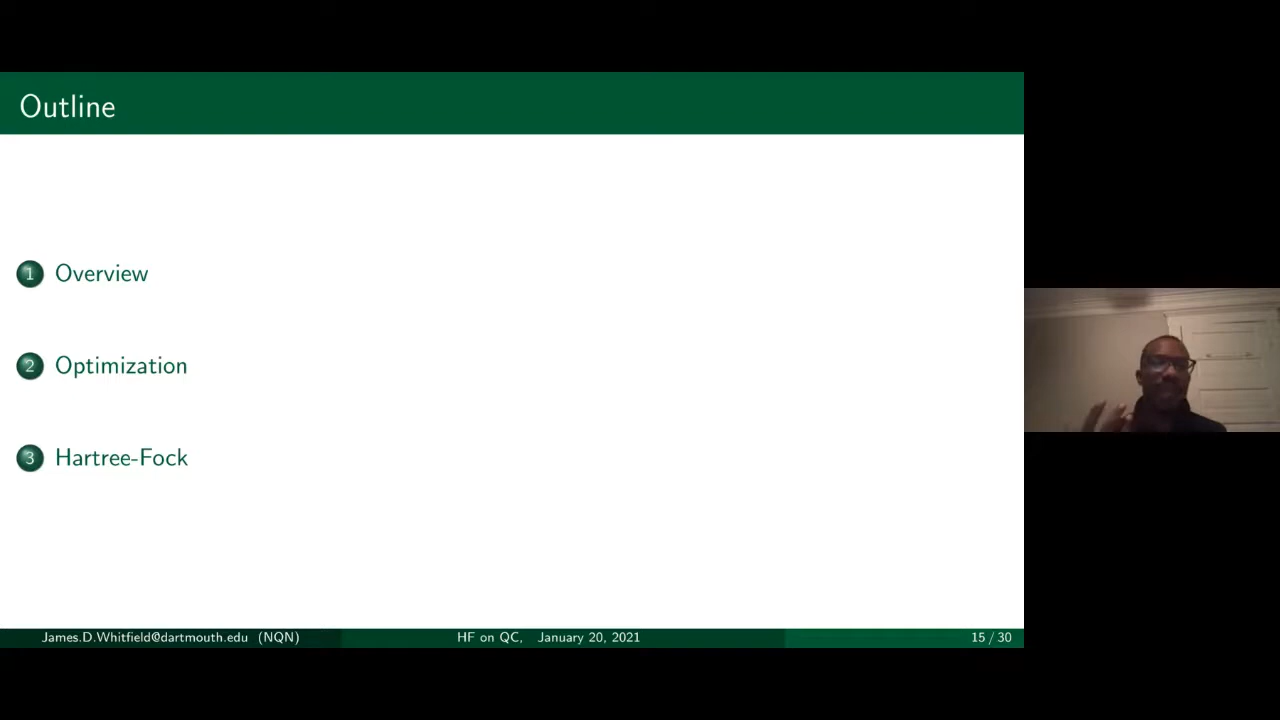 Outline
1 Overview
2 Optimization
3 Hartree-Fock
James.D.Whitfield@dartmouth.edu (NQN) HF on QC, January 20, 2021 15 / 30